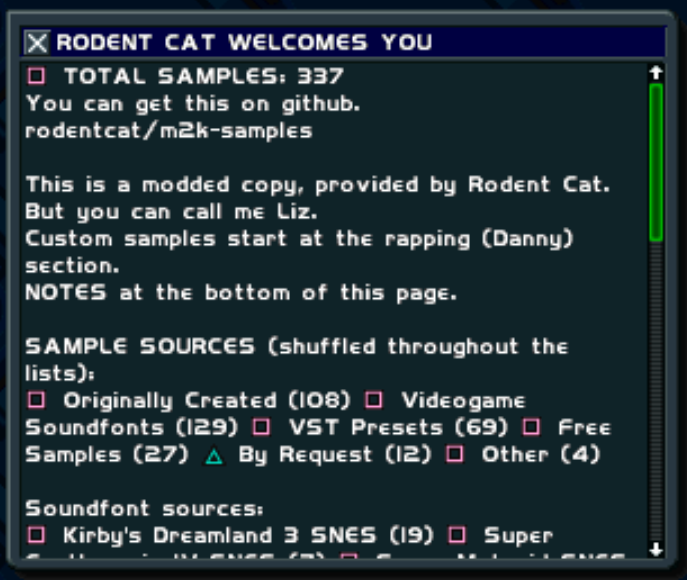 RODENT CAT WELCOMES YOU
TOTAL SAMPLES: 337
You can get this on github.
rodentcat/m2k-samples
This is a modded copy, provided by Rodent Cat.
But you can call me Liz.
Custom samples start at the rapping (Danny)
section.
NOTES at the bottom of this page.
SAMPLE SOURCES (shuffled throughout the
lists):
Originally Created (108) Videogame
Soundfonts (129) VST Presets (69) Free
Samples (27) By Request (12) Other (4)
Soundfont sources:
Kirby's Dreamland 3 SNES (19) Super